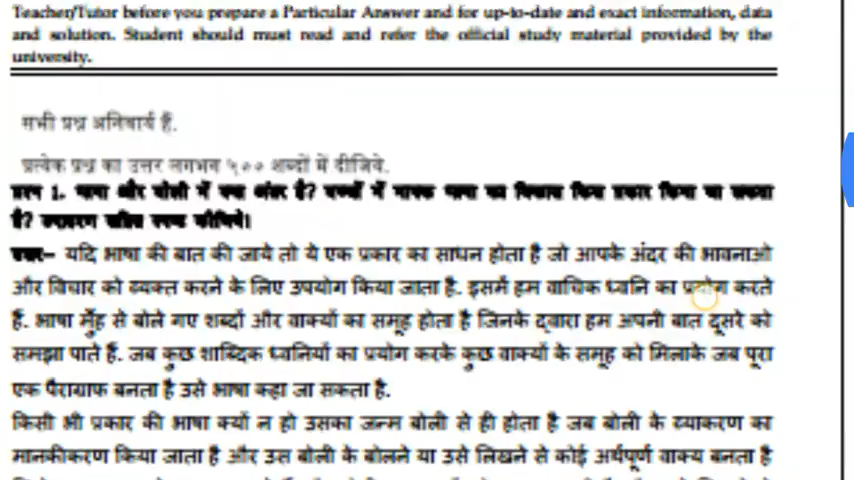 Teacher/Tutor before you prepare a Particular Answer and for up-to-date and exact information, data
and solution. Student should must read and refer the official study material provided by the
university.
सभी प्रश्न अनिवार्य हैं.
प्रत्येक प्रश्न का उत्तर लगभग ५०० शब्दों में दीजिये.
प्रश्न 1. भाषा और बोली में क्या अंतर है? बच्चों में मानक भाषा का विकास किस प्रकार किया जा सकता
है? उदाहरण सहित स्पष्ट कीजिये।
उत्तर– यदि भाषा की बात की जाये तो ये एक प्रकार का साधन होता है जो आपके अंदर की भावनाओ
और विचार को व्यक्त करने के लिए उपयोग किया जाता है. इसमें हम वाचिक ध्वनि का प्रयोग करते
हैं. भाषा मुँह से बोले गए शब्दों और वाक्यों का समूह होता है जिनके द्वारा हम अपनी बात दूसरे को
समझा पाते हैं. जब कुछ शाब्दिक ध्वनियों का प्रयोग करके कुछ वाक्यों के समूह को मिलाके जब पूरा
एक पैराग्राफ बनता है उसे भाषा कहा जा सकता है.
किसी भी प्रकार की भाषा क्यों न हो उसका जन्म बोली से ही होता है जब बोली के व्याकरण का
मानकीकरण किया जाता है और उस बोली के बोलने या उसे लिखने से कोई अर्थपूर्ण वाक्य बनता है